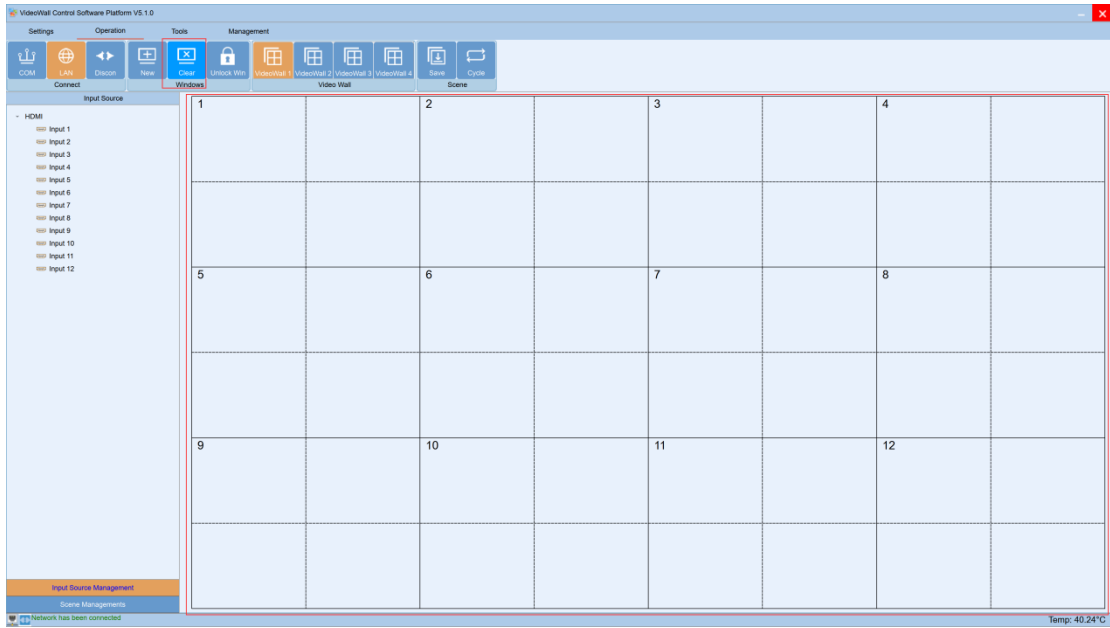 VideoWall Control Software Platform V5.1.0
Settings Operation Tools Management
COM LAN Discon New Clear Unlock Win VideoWall 1 VideoWall 2 VideoWall 3 VideoWall 4 Save Cycle
Connect Windows Video Wall Scene
Input Source
HDMI
Input 1
Input 2
Input 3
Input 4
Input 5
Input 6
Input 7
Input 8
Input 9
Input 10
Input 11
Input 12
1 2 3 4
5 6 7 8
9 10 11 12
Input Source Management
Scene Managements
Network has been connected Temp: 40.24°C